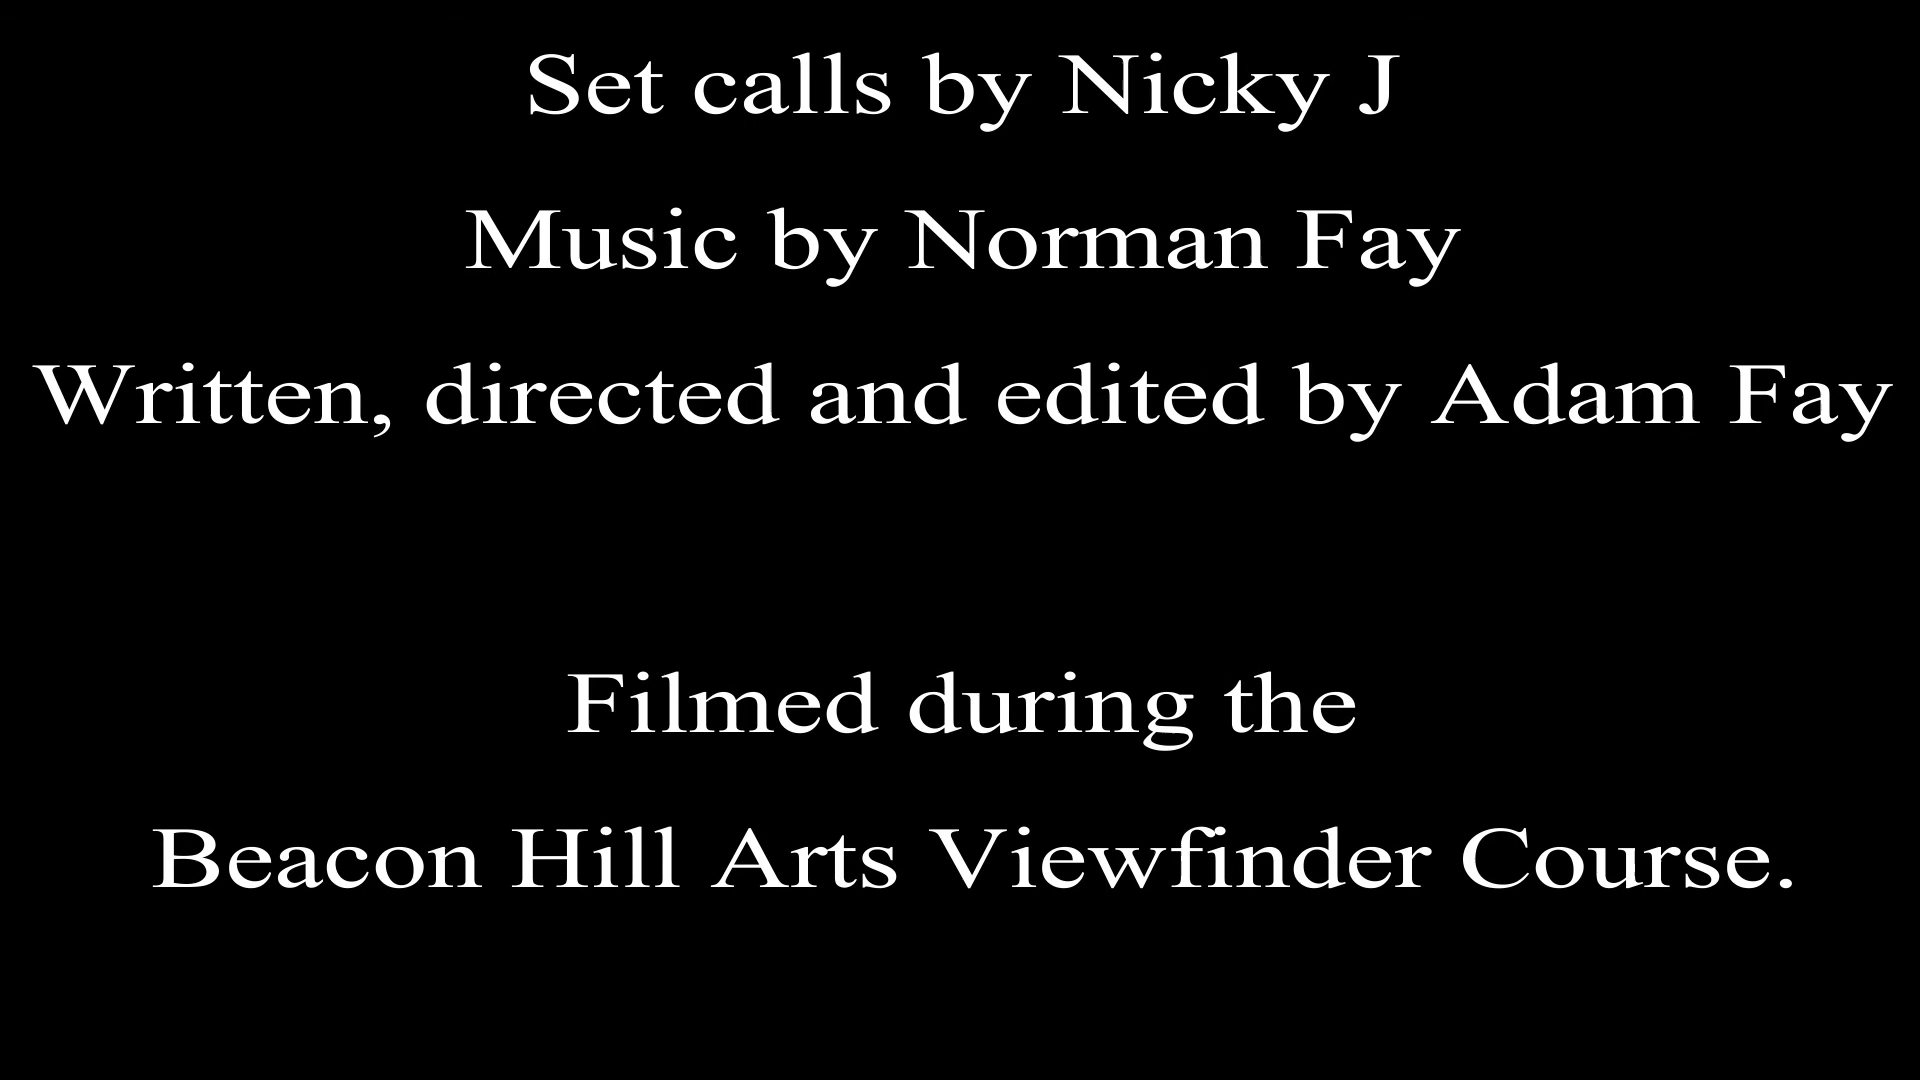 Set calls by Nicky J
Music by Norman Fay
Written, directed and edited by Adam Fay
Filmed during the
Beacon Hill Arts Viewfinder Course.